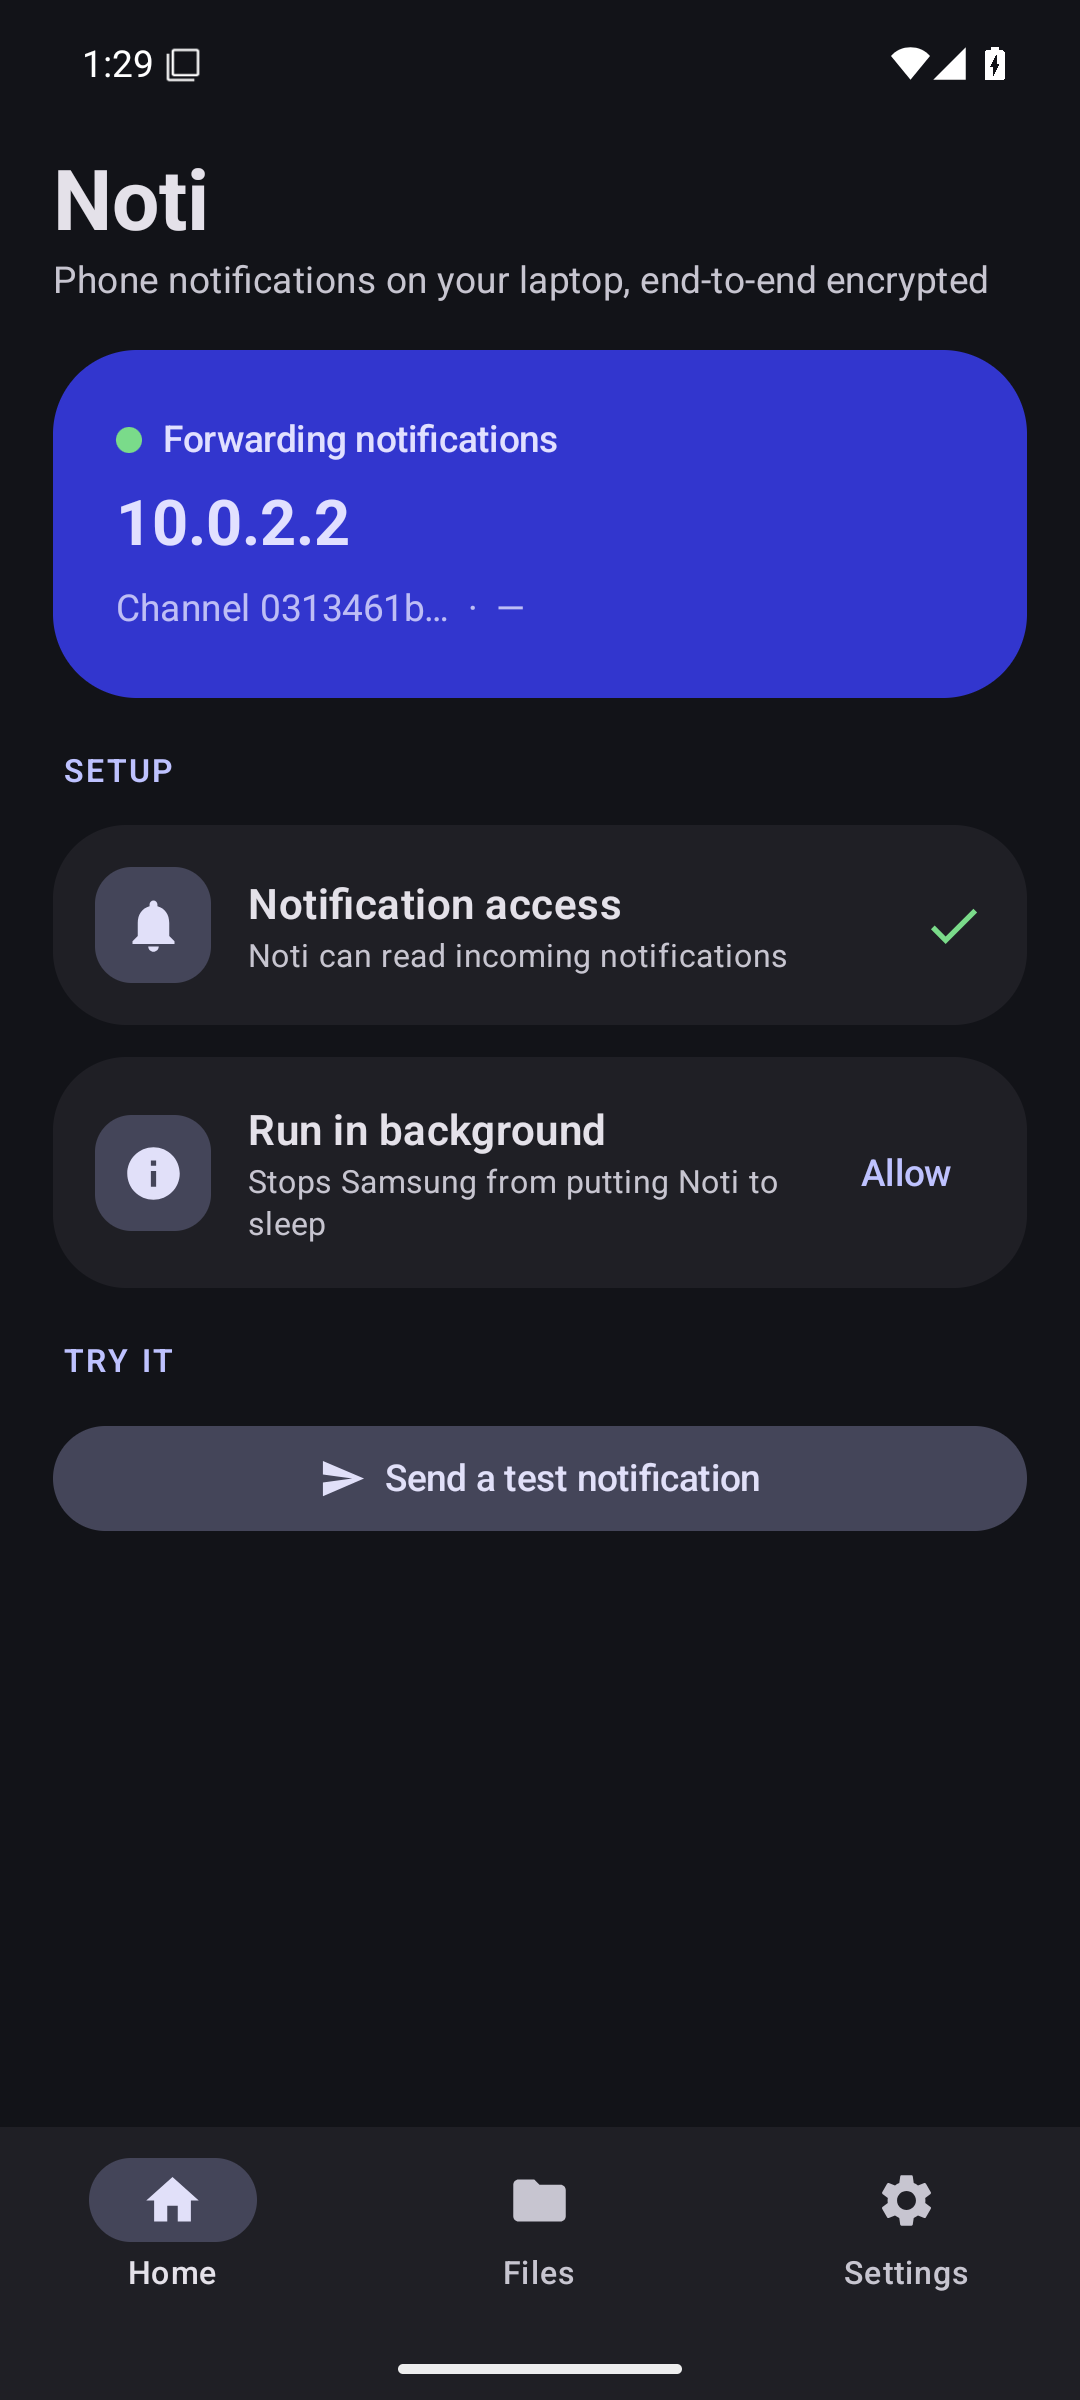 1:29
Noti
Phone notifications on your laptop, end-to-end encrypted
Forwarding notifications
10.0.2.2
Channel 0313461b… · —
SETUP
Notification access
Noti can read incoming notifications
Run in background
Stops Samsung from putting Noti to
sleep
Allow
TRY IT
Send a test notification
Home
Files
Settings